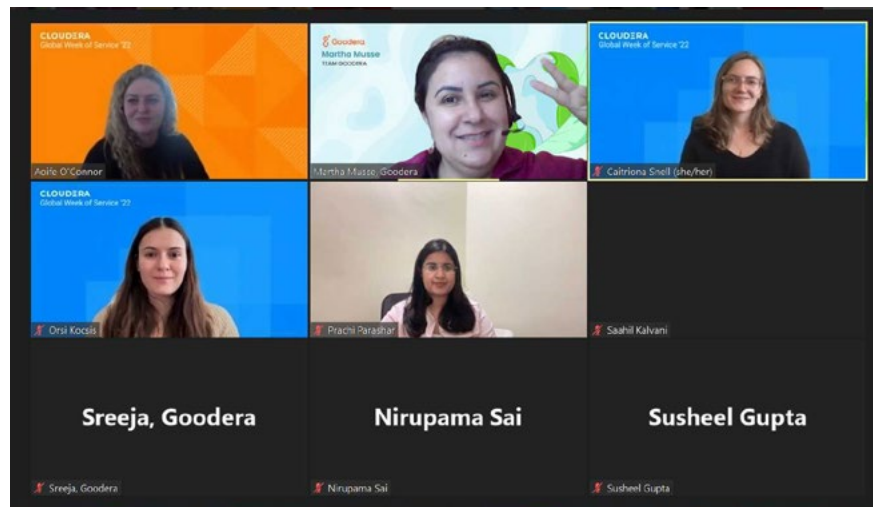 CLOUDERA
Global Week of Service '22
Aoife O'Connor
Goodera
Martha Musse
TEAM GOODERA
Martha Musse, Goodera
CLOUDERA
Global Week of Service '22
Caitriona Snell (she/her)
CLOUDERA
Global Week of Service '22
Orsi Kocsis
Prachi Parashar
Saahil Kalvani
Sreeja, Goodera
Sreeja, Goodera
Nirupama Sai
Nirupama Sai
Susheel Gupta
Susheel Gupta